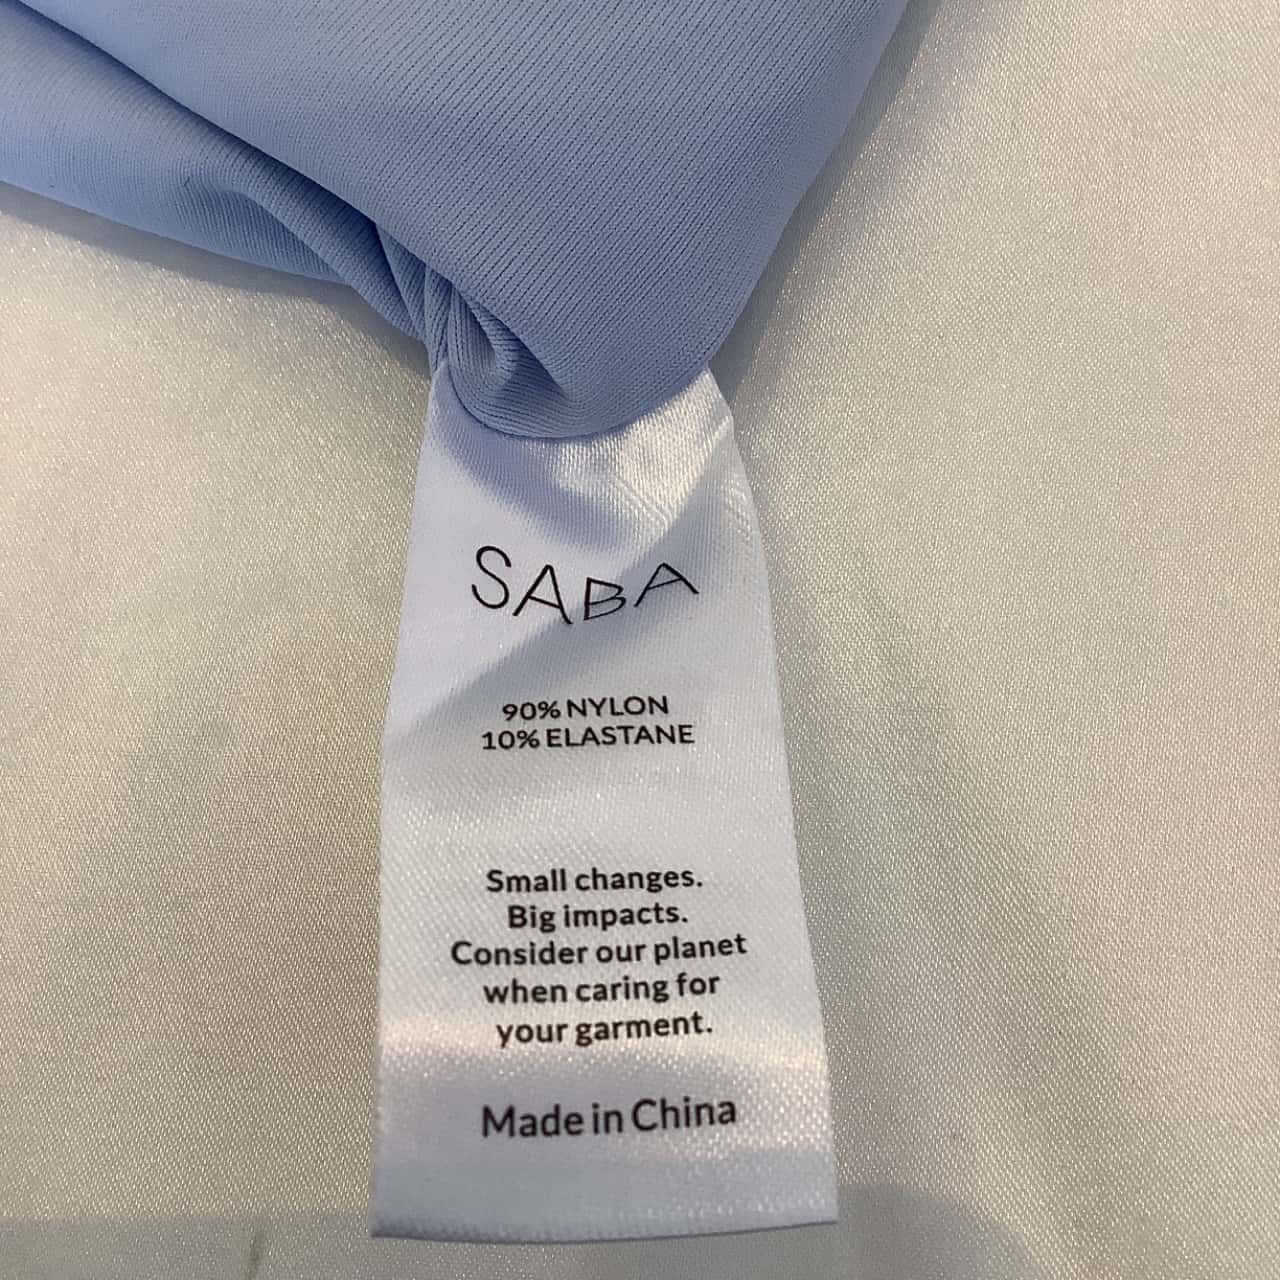 SABA
90% NYLON
10% ELASTANE
Small changes.
Big impacts.
Consider our planet
when caring for
your garment.
Made in China